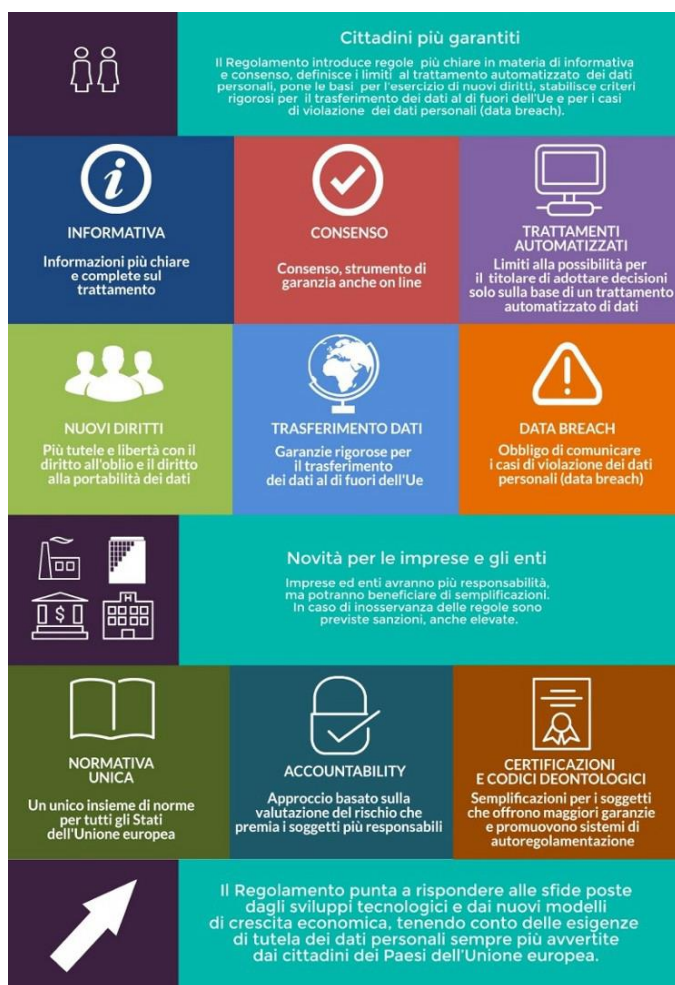 Cittadini più garantiti
Il Regolamento introduce regole più chiare in materia di informativa
e consenso, definisce i limiti al trattamento automatizzato dei dati
personali, pone le basi per l'esercizio di nuovi diritti, stabilisce criteri
rigorosi per il trasferimento dei dati al di fuori dell'Ue e per i casi
di violazione dei dati personali (data breach).
INFORMATIVA
Informazioni più chiare
e complete sul
trattamento
CONSENSO
Consenso, strumento di
garanzia anche on line
TRATTAMENTI
AUTOMATIZZATI
Limiti alla possibilità per
il titolare di adottare decisioni
solo sulla base di un trattamento
automatizzato di dati
NUOVI DIRITTI
Più tutele e libertà con il
diritto all'oblio e il diritto
alla portabilità dei dati
TRASFERIMENTO DATI
Garanzie rigorose per
il trasferimento
dei dati al di fuori dell'Ue
DATA BREACH
Obbligo di comunicare
i casi di violazione dei dati
personali (data breach)
$
H
Novità per le imprese e gli enti
Imprese ed enti avranno più responsabilità,
ma potranno beneficiare di semplificazioni.
In caso di inosservanza delle regole sono
previste sanzioni, anche elevate.
NORMATIVA
UNICA
Un unico insieme di norme
per tutti gli Stati
dell'Unione europea
ACCOUNTABILITY
Approccio basato sulla
valutazione del rischio che
premia i soggetti più responsabili
CERTIFICAZIONI
E CODICI DEONTOLOGICI
Semplificazioni per i soggetti
che offrono maggiori garanzie
e promuovono sistemi di
autoregolamentazione
Il Regolamento punta a rispondere alle sfide poste
dagli sviluppi tecnologici e dai nuovi modelli
di crescita economica, tenendo conto delle esigenze
di tutela dei dati personali sempre più avvertite
dai cittadini dei Paesi dell'Unione europea.